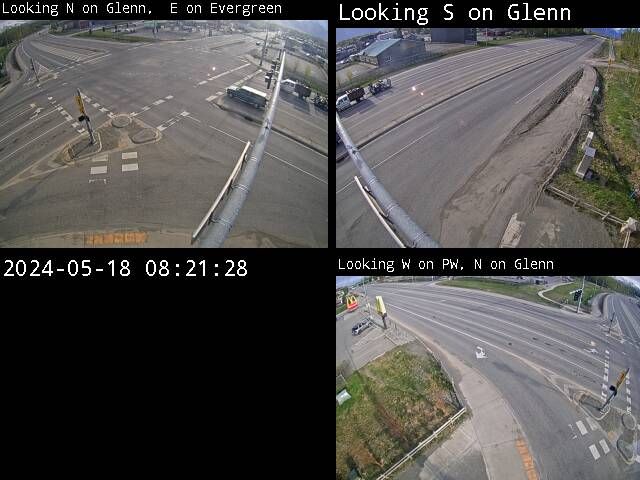 Looking N on Glenn, E on Evergreen
Looking S on Glenn
2024-05-18 08:21:28
Looking W on PW, N on Glenn